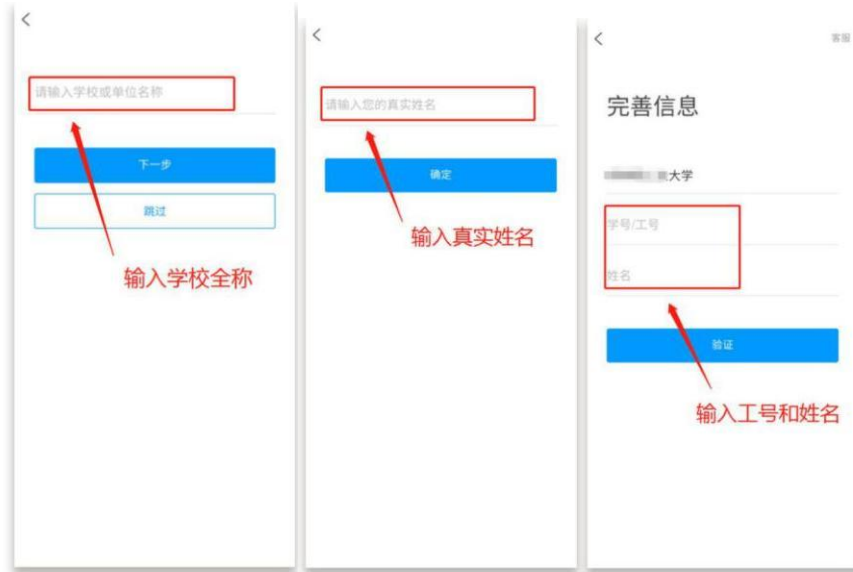 请输入学校或单位名称
下一步
跳过
输入学校全称
请输入您的真实姓名
确定
输入真实姓名
客服
完善信息
大学
学号/工号
姓名
验证
输入工号和姓名